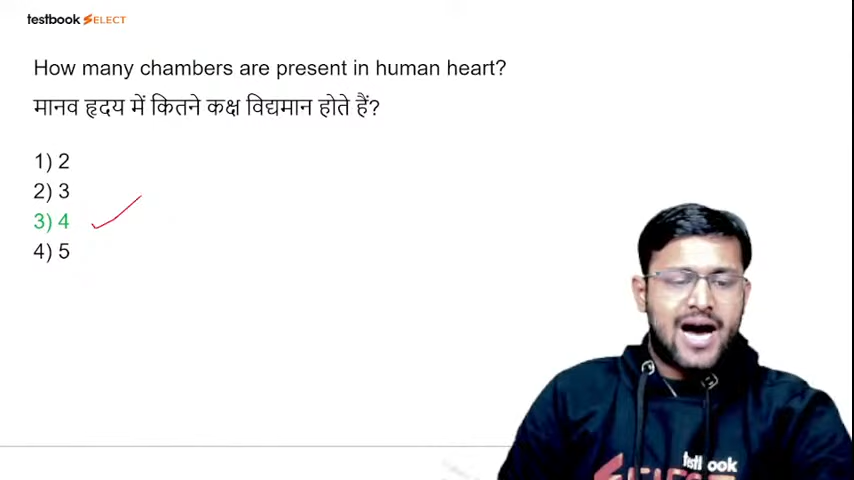 testbook SELECT
How many chambers are present in human heart?
मानव हृदय में कितने कक्ष विद्यमान होते हैं?
1) 2
2) 3
3) 4
4) 5